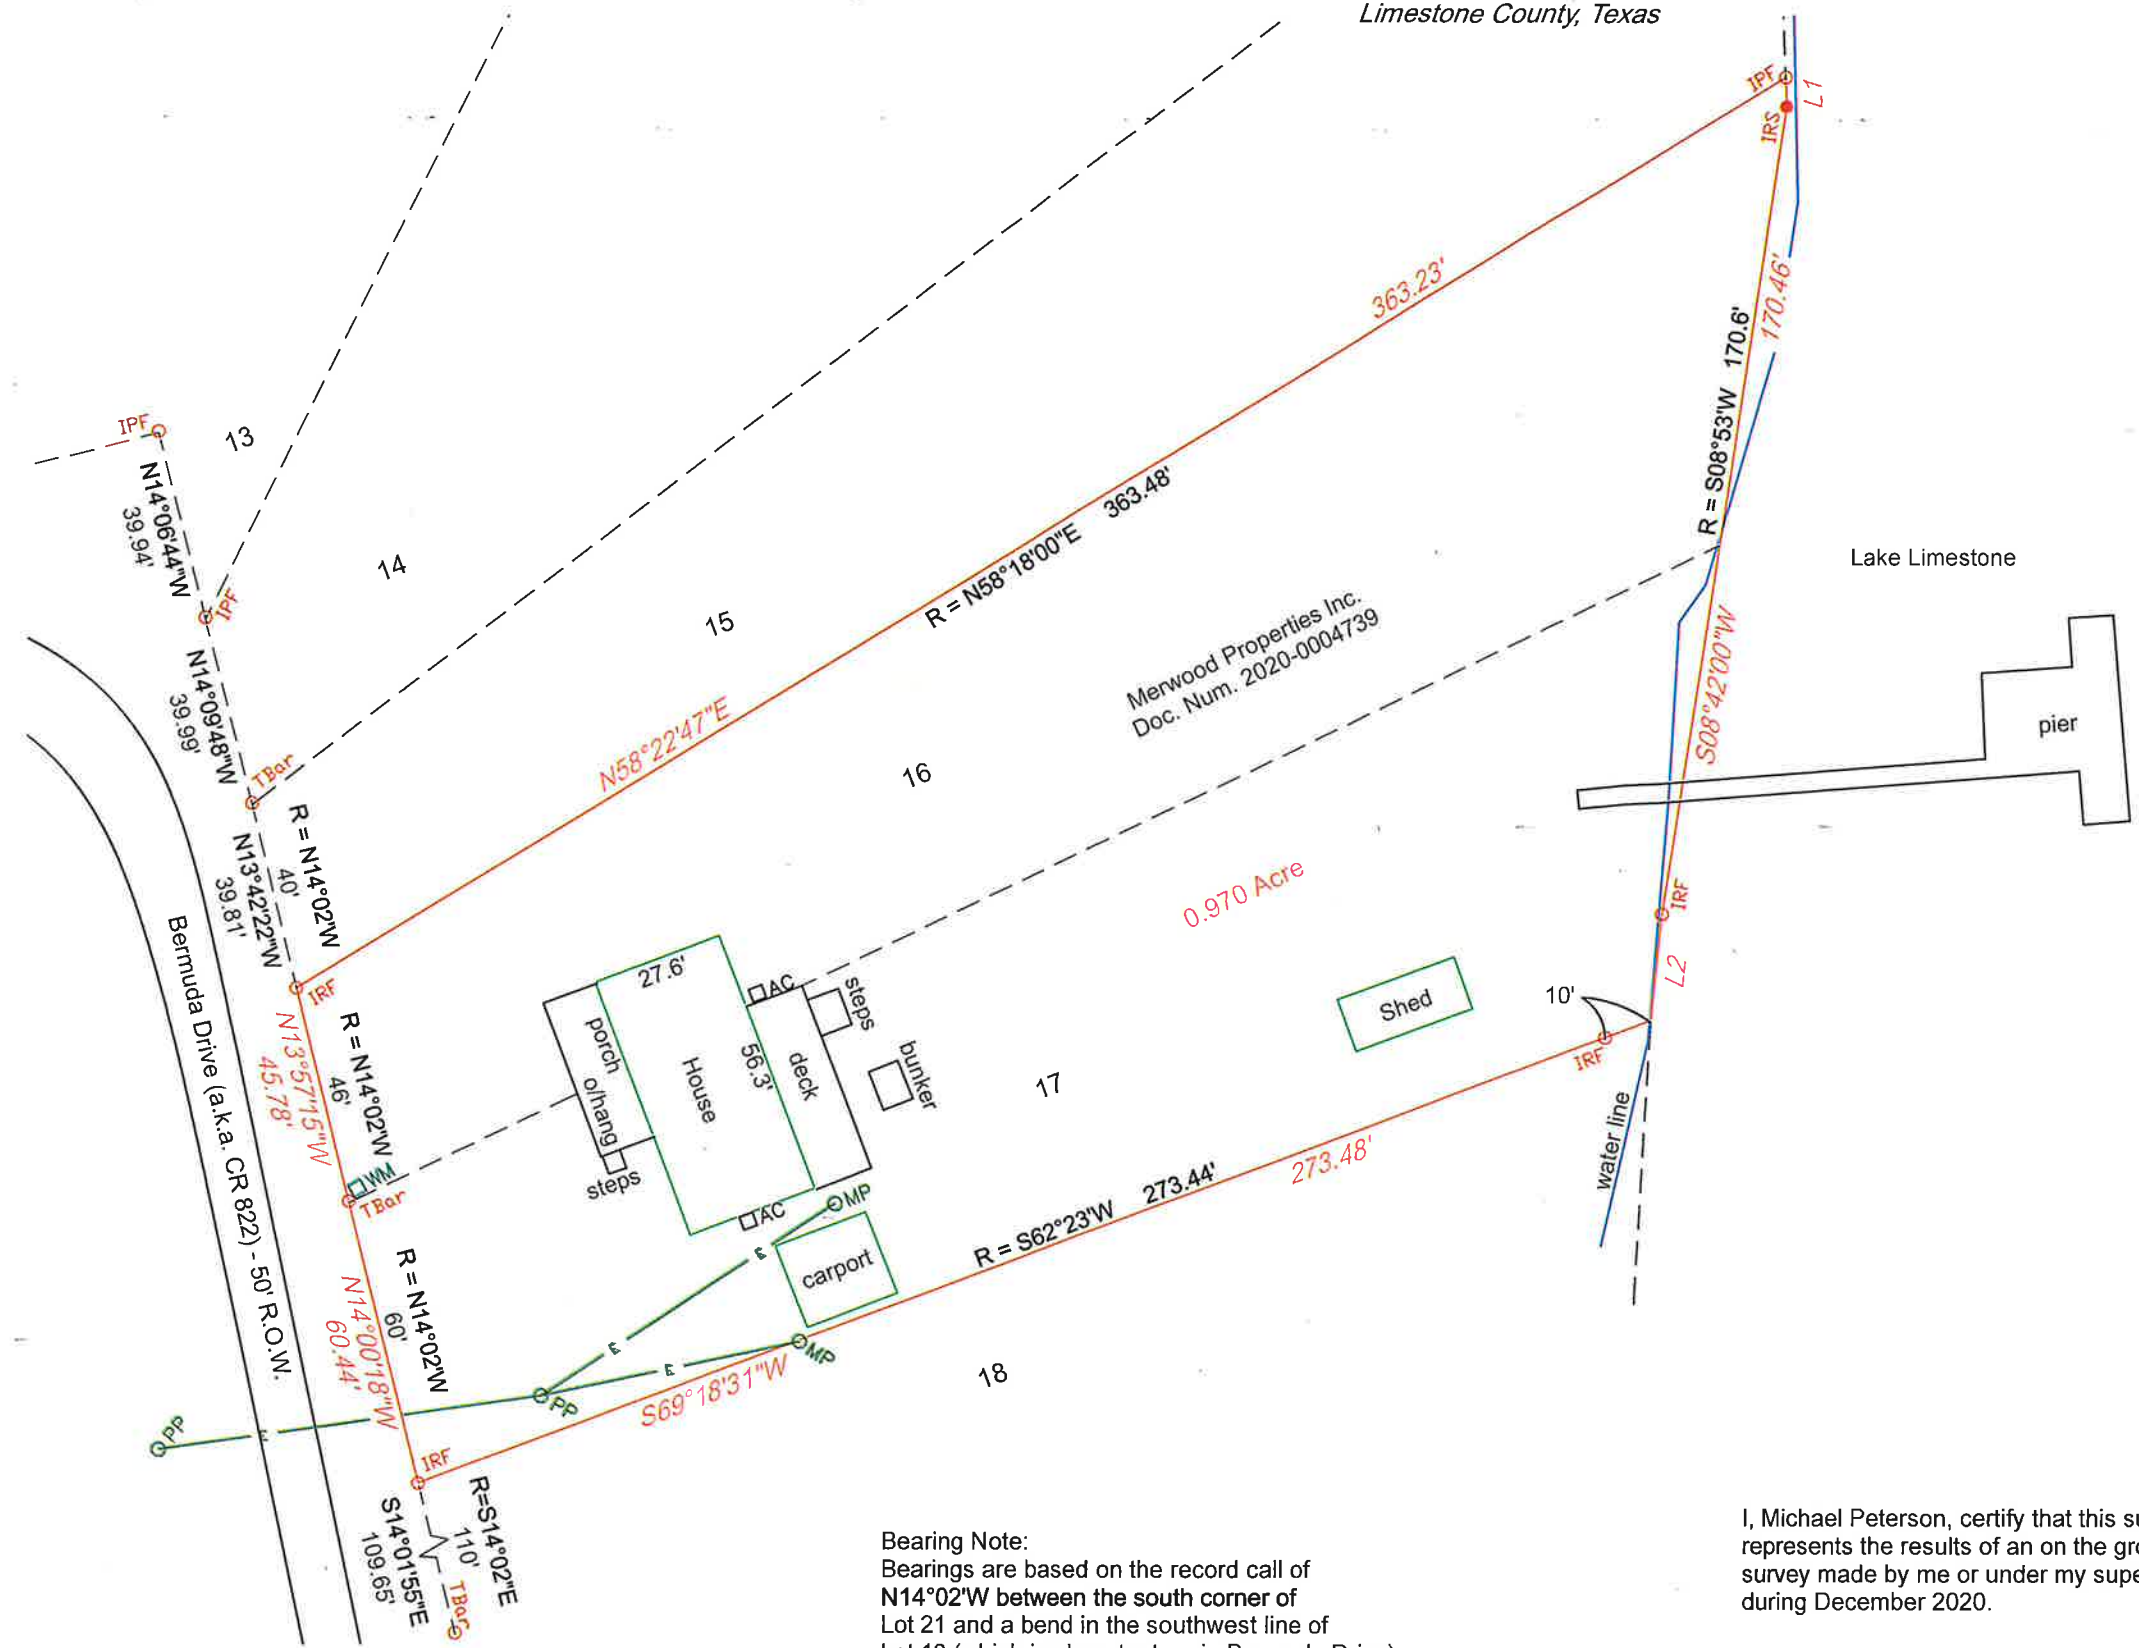 Limestone County, Texas
IPF
L1
IRS
363.23'
170.46'
R = S08°53'W 170.6'
IPF
13
N14°06'44"W
39.94'
14
IPF
15
R = N58°18'00"E 363.48'
Lake Limestone
Merwood Properties Inc.
Doc. Num. 2020-0004739
S08°42'00"W
pier
N14°09'48"W
39.99'
TBar
N58°22'47"E
16
R = N14°02'W
40'
N13°42'22"W
39.81'
0.970 Acre
IRF
L2
Bermuda Drive (a.k.a. CR 822) - 50' R.O.W.
IRF
27.6'
AC
steps
Shed
10'
IRF
R = N14°02'W
46'
N13°57'15"W
45.78'
porch
o/hang
House
56.3'
deck
bunker
17
water line
WM
TBar
steps
AC
MP
273.48'
R = S62°23'W 273.44'
R = N14°02'W
60'
N14°00'18"W
60.44'
E
carport
E
E
MP
18
PP
S69°18'31"W
PP
E
IRF
R=S14°02'E
110'
S14°01'55"E
109.65'
TBar
Bearing Note:
Bearings are based on the record call of
N14°02'W between the south corner of
Lot 21 and a bend in the southwest line of
I, Michael Peterson, certify that this
represents the results of an on the
survey made by me or under my
during December 2020.